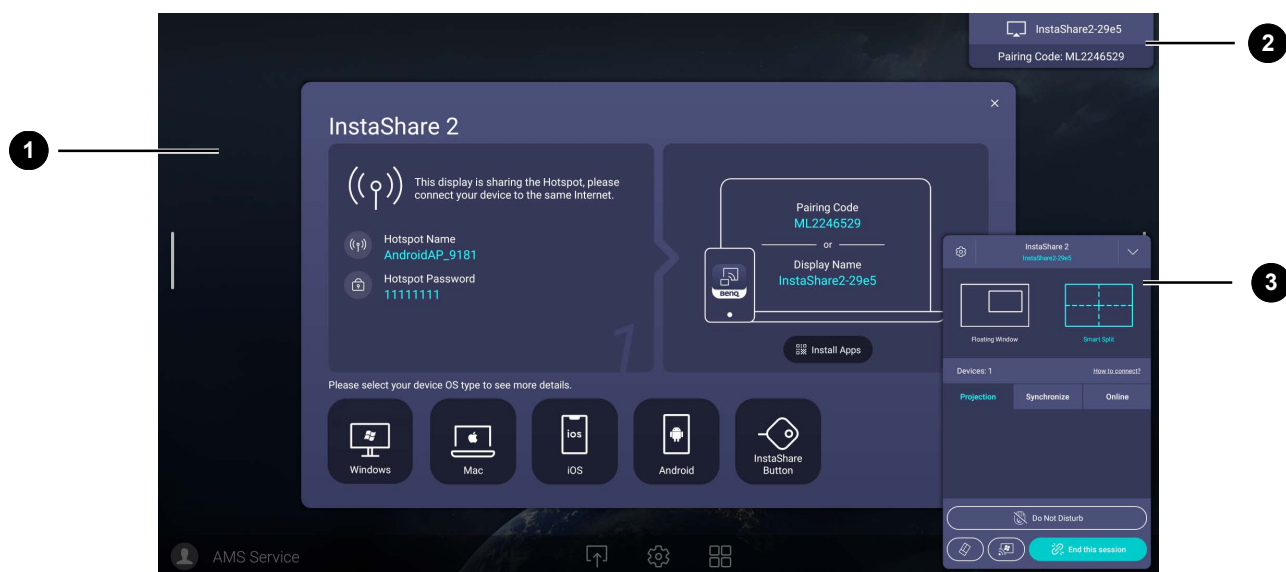 InstaShare2-29e5
Pairing Code: ML2246529
2
1
InstaShare 2
This display is sharing the Hotspot, please
connect your device to the same Internet.
Hotspot Name
AndroidAP_9181
Hotspot Password
11111111
1
Pairing Code
ML2246529
or
Display Name
InstaShare2-29e5
BenQ
Install Apps
Please select your device OS type to see more details.
Windows
Mac
ios
iOS
Android
InstaShare
Button
3
InstaShare 2
InstaShare2-29e5
Floating Window
Smart Split
Devices: 1
How to connect?
Projection
Synchronize
Online
Do Not Disturb
End this session
AMS Service